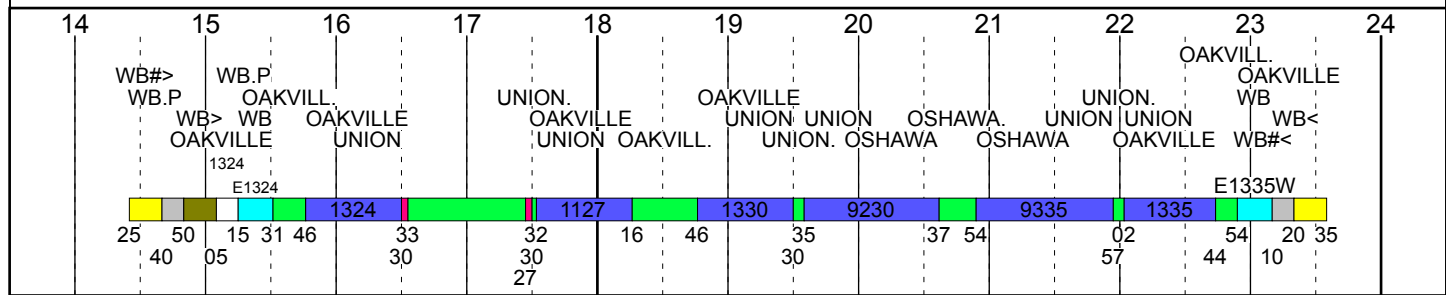 14 15 16 17 18 19 20 21 22 23 24
OAKVILL.
WB#> WB.P OAKVILLE
WB.P OAKVILL. UNION. OAKVILLE UNION. WB
WB> WB OAKVILLE OAKVILLE UNION UNION OSHAWA. UNION UNION WB<
OAKVILLE UNION UNION OAKVILL. UNION. OSHAWA OSHAWA OAKVILLE WB#<
1324
E1324 E1335W
1324 1127 1330 9230 9335 1335
25 50 15 31 46 33 32 16 46 35 37 54 02 54 20 35
40 05 30 30 30 57 44 10
27